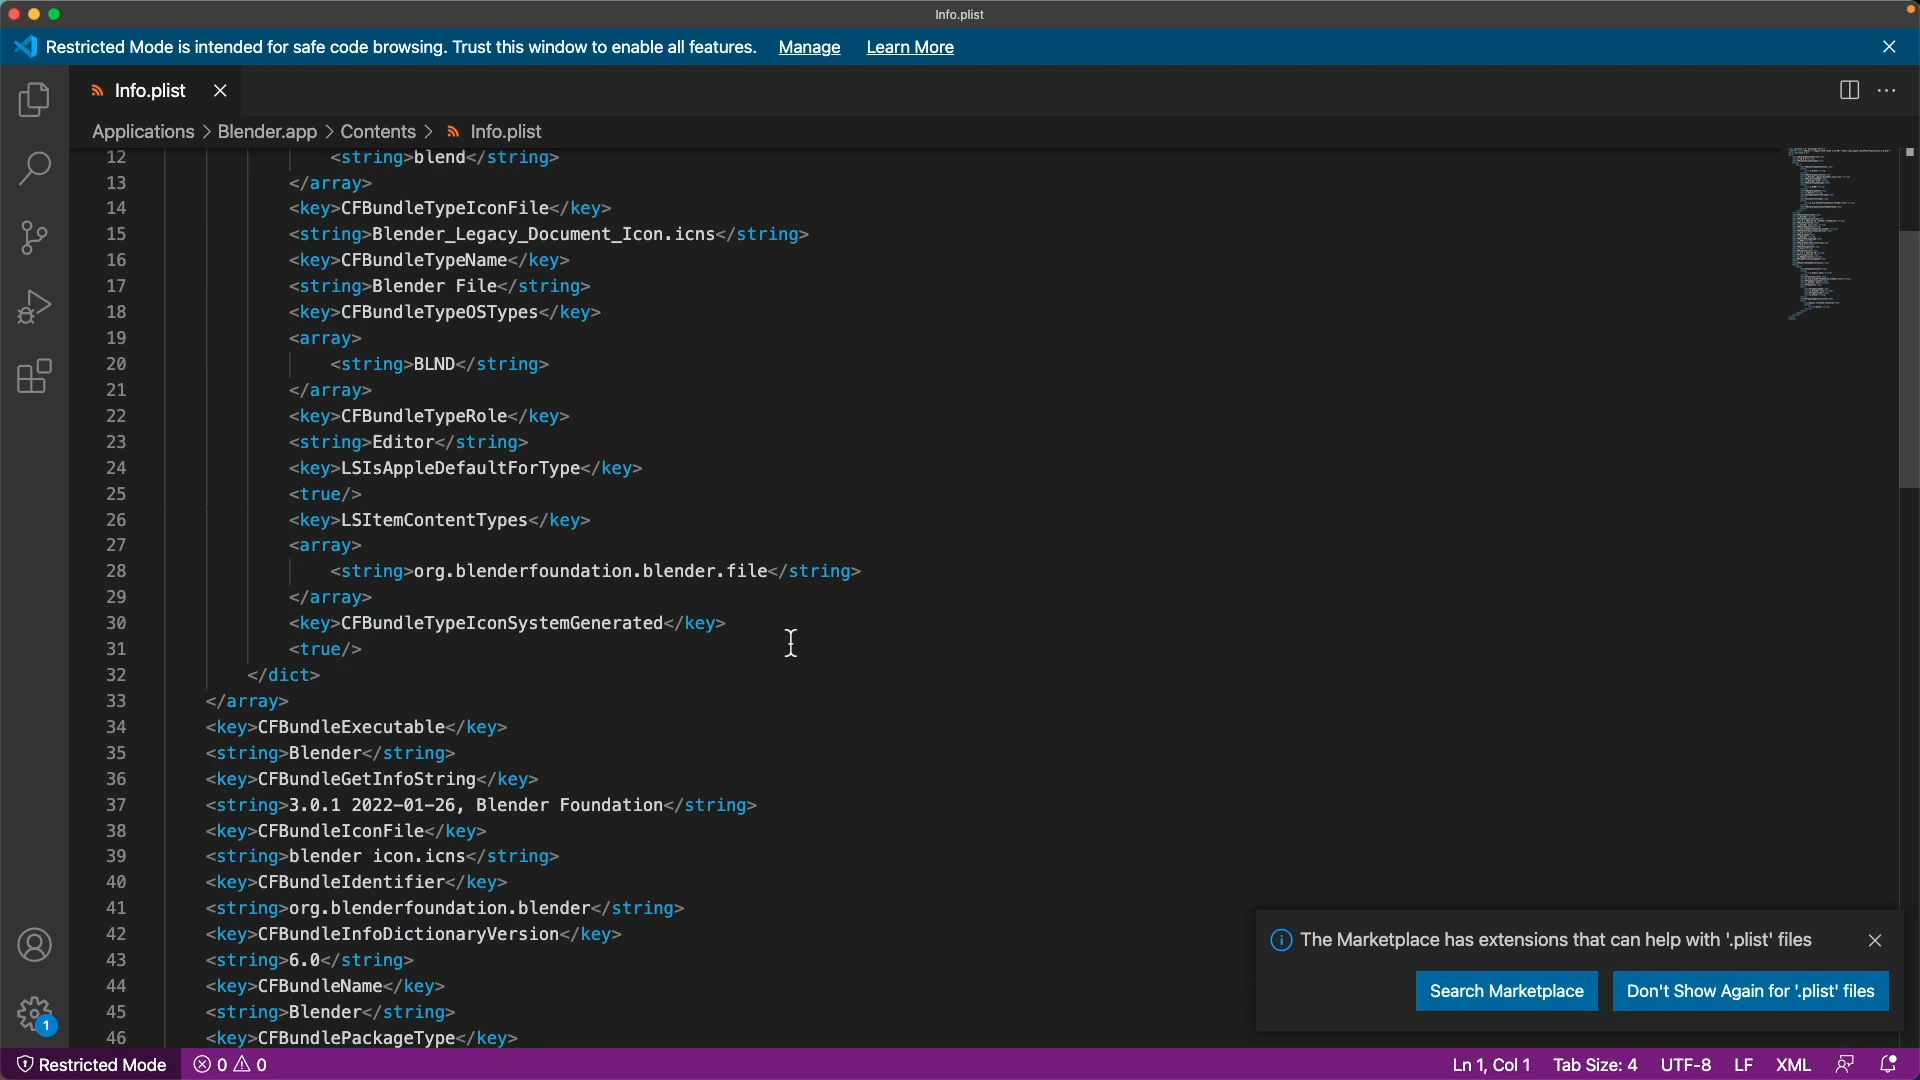 Info.plist
Restricted Mode is intended for safe code browsing. Trust this window to enable all features. Manage Learn More
Info.plist
Applications > Blender.app > Contents > Info.plist
12 <string>blend</string>
13 </array>
14 <key>CFBundleTypeIconFile</key>
15 <string>Blender_Legacy_Document_Icon.icns</string>
16 <key>CFBundleTypeName</key>
17 <string>Blender File</string>
18 <key>CFBundleTypeOSTypes</key>
19 <array>
20 <string>BLND</string>
21 </array>
22 <key>CFBundleTypeRole</key>
23 <string>Editor</string>
24 <key>LSIsAppleDefaultForType</key>
25 <true/>
26 <key>LSItemContentTypes</key>
27 <array>
28 <string>org.blenderfoundation.blender.file</string>
29 </array>
30 <key>CFBundleTypeIconSystemGenerated</key>
31 <true/>
32 </dict>
33 </array>
34 <key>CFBundleExecutable</key>
35 <string>Blender</string>
36 <key>CFBundleGetInfoString</key>
37 <string>3.0.1 2022-01-26, Blender Foundation</string>
38 <key>CFBundleIconFile</key>
39 <string>blender icon.icns</string>
40 <key>CFBundleIdentifier</key>
41 <string>org.blenderfoundation.blender</string>
42 <key>CFBundleInfoDictionaryVersion</key>
43 <string>6.0</string>
44 <key>CFBundleName</key>
45 <string>Blender</string>
46 <key>CFBundlePackageType</key>
The Marketplace has extensions that can help with '.plist' files
Search Marketplace Don't Show Again for '.plist' files
1
Restricted Mode 0 0 Ln 1, Col 1 Tab Size: 4 UTF-8 LF XML